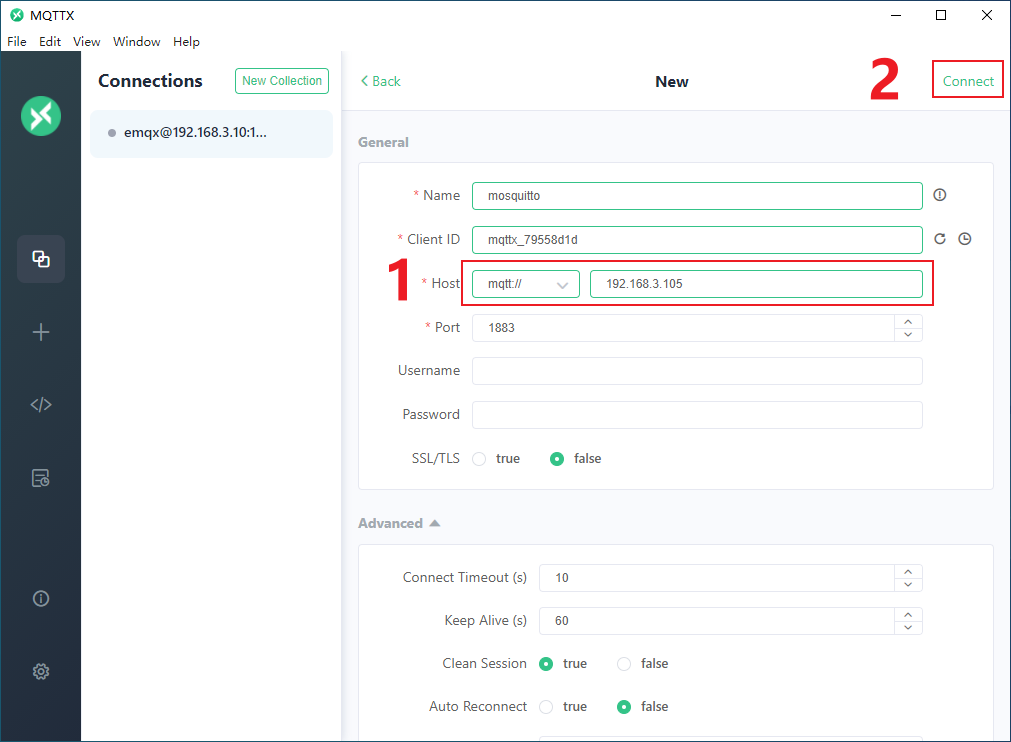 MQTTX
File Edit View Window Help
Connections
New Collection
emqx@192.168.3.10:1...
Back
New
2
Connect
General
* Name
mosquitto
* Client ID
mqttx_79558d1d
1
* Host
mqtt://
192.168.3.105
* Port
1883
Username
Password
SSL/TLS
true
false
Advanced
Connect Timeout (s)
10
Keep Alive (s)
60
Clean Session
true
false
Auto Reconnect
true
false